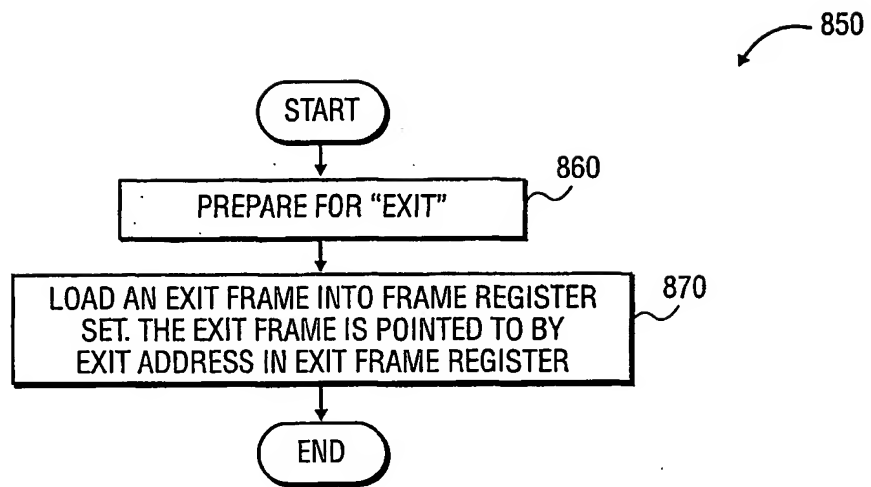 850
START
860
PREPARE FOR “EXIT”
870
LOAD AN EXIT FRAME INTO FRAME REGISTER
SET. THE EXIT FRAME IS POINTED TO BY
EXIT ADDRESS IN EXIT FRAME REGISTER
END